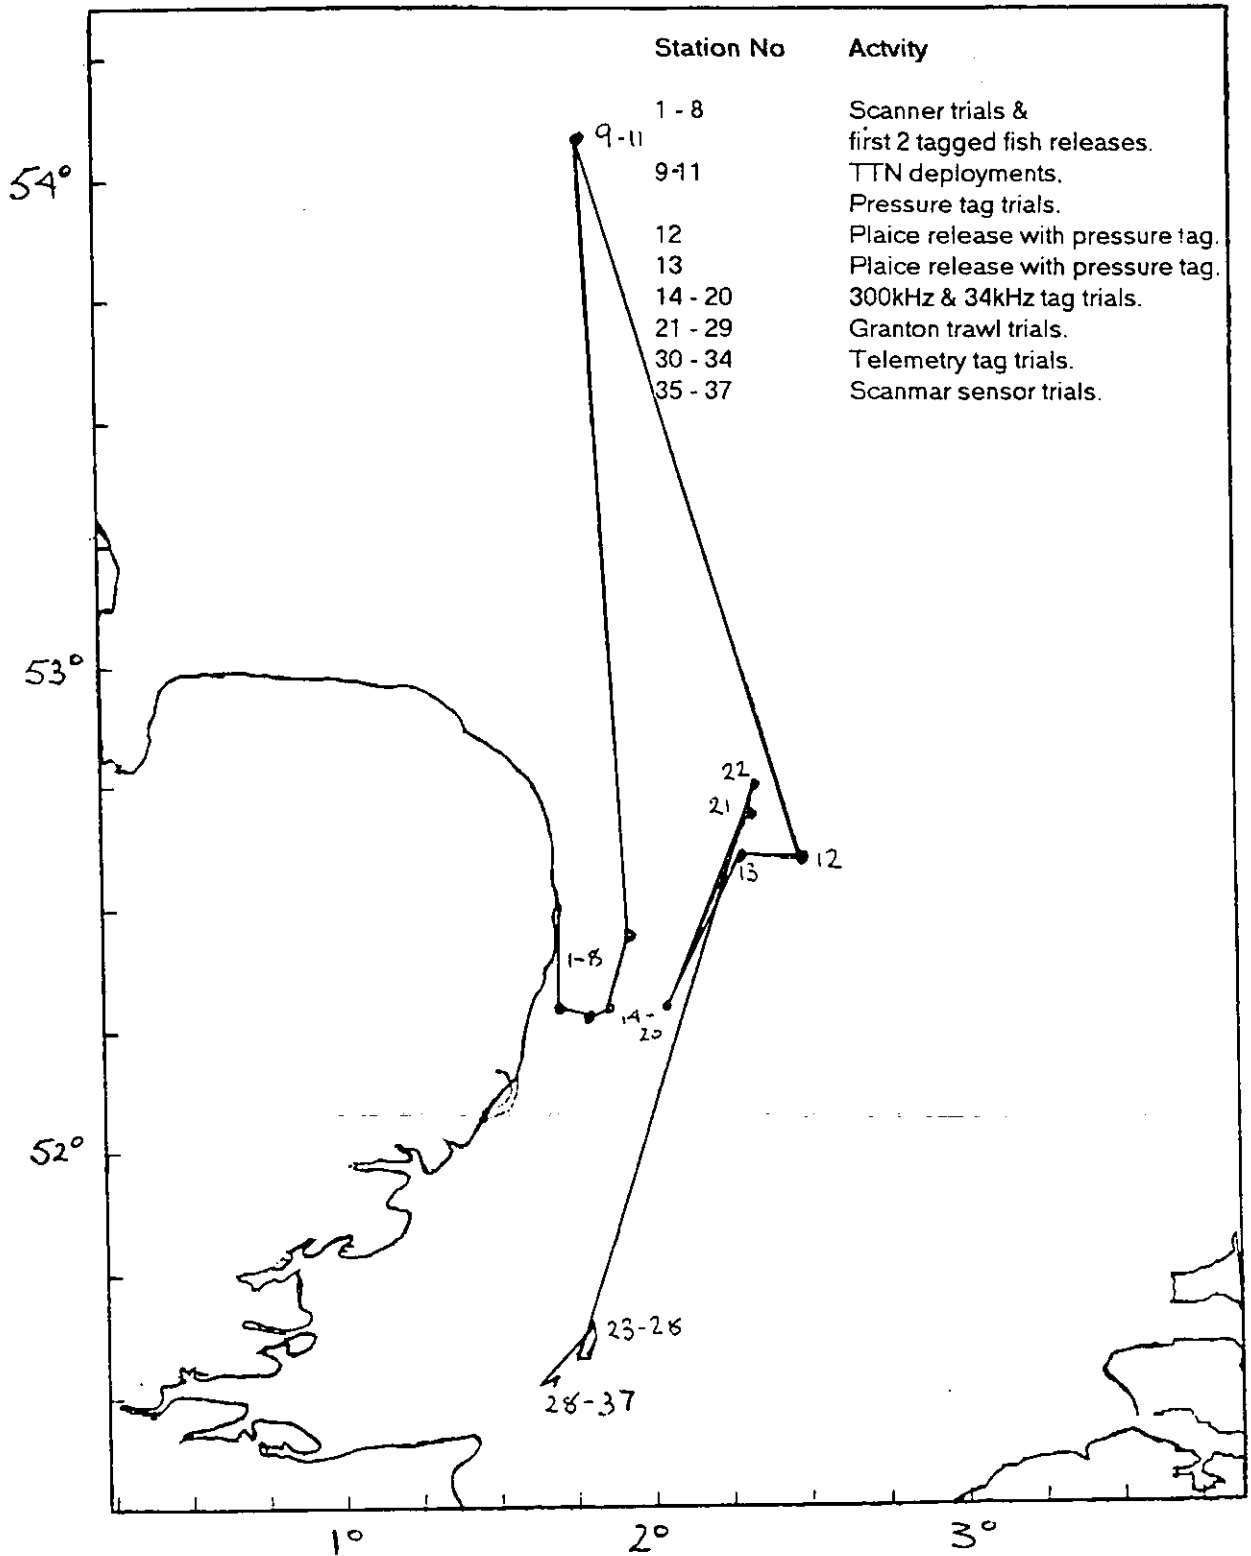 Station No Actvity
1 - 8 Scanner trials &
first 2 tagged fish releases.
9-11 TTN deployments,
Pressure tag trials.
12 Plaice release with pressure tag.
13 Plaice release with pressure tag.
14 - 20 300kHz & 34kHz tag trials.
21 - 29 Granton trawl trials.
30 - 34 Telemetry tag trials.
35 - 37 Scanmar sensor trials.
9-11
54°
53°
22
21
13
12
1-8
14-
20
52°
23-28
28-37
1° 2° 3°